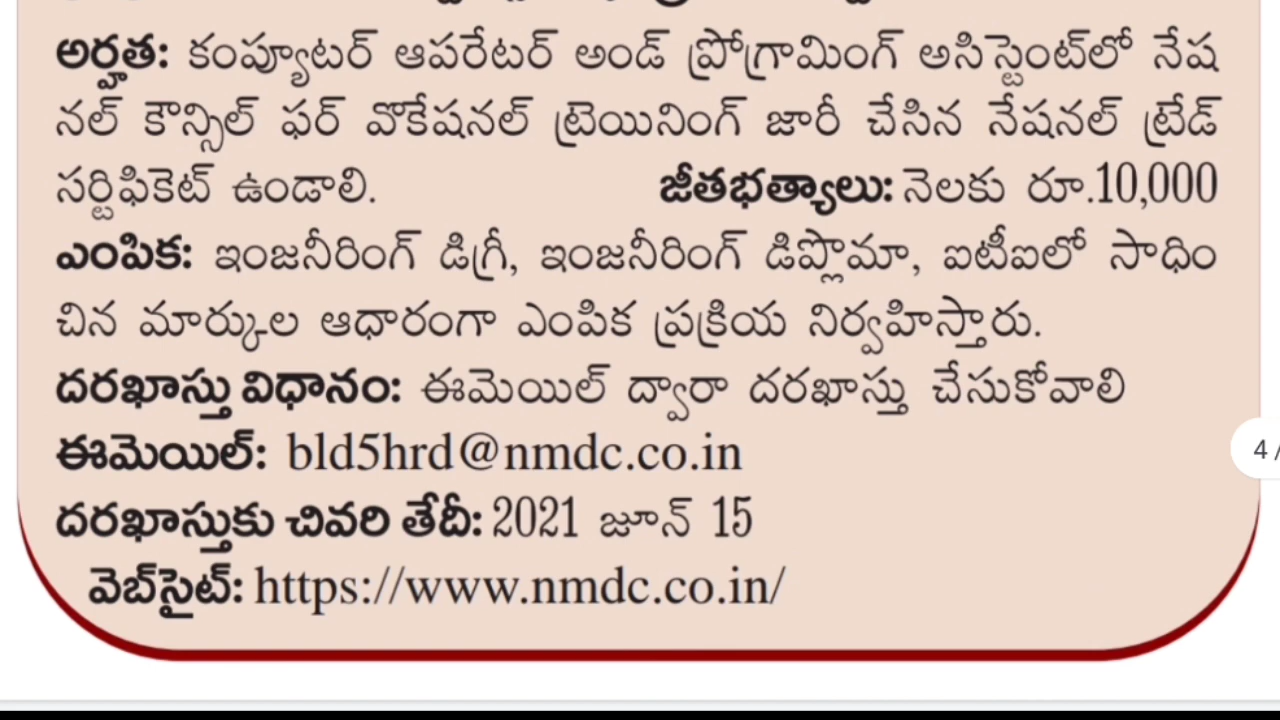 అర్హత: కంప్యూటర్ ఆపరేటర్ అండ్ ప్రోగ్రామింగ్ అసిస్టెంట్‌లో నేష
నల్ కౌన్సిల్ ఫర్ వొకేషనల్ ట్రెయినింగ్ జారీ చేసిన నేషనల్ ట్రేడ్
సర్టిఫికెట్ ఉండాలి. జీతభత్యాలు: నెలకు రూ.10,000
ఎంపిక: ఇంజనీరింగ్ డిగ్రీ, ఇంజనీరింగ్ డిప్లొమా, ఐటీఐలో సాధిం
చిన మార్కుల ఆధారంగా ఎంపిక ప్రక్రియ నిర్వహిస్తారు.
దరఖాస్తు విధానం: ఈమెయిల్ ద్వారా దరఖాస్తు చేసుకోవాలి
ఈమెయిల్: bld5hrd@nmdc.co.in
4 /
దరఖాస్తుకు చివరి తేదీ: 2021 జూన్ 15
వెబ్‌సైట్: https://www.nmdc.co.in/